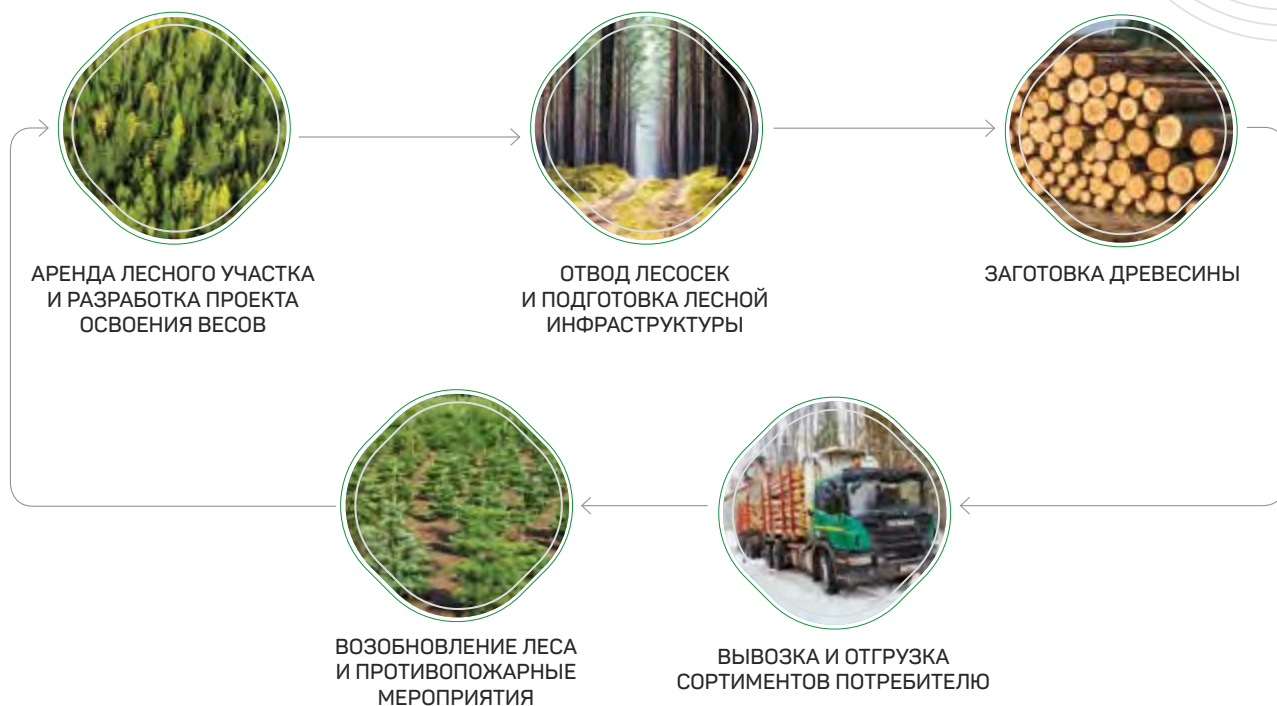 АРЕНДА ЛЕСНОГО УЧАСТКА
И РАЗРАБОТКА ПРОЕКТА
ОСВОЕНИЯ ВЕСОВ
ОТВОД ЛЕСОСЕК
И ПОДГОТОВКА ЛЕСНОЙ
ИНФРАСТРУКТУРЫ
ЗАГОТОВКА ДРЕВЕСИНЫ
ВОЗОБНОВЛЕНИЕ ЛЕСА
И ПРОТИВОПОЖАРНЫЕ
МЕРОПРИЯТИЯ
ВЫВОЗКА И ОТГРУЗКА
СОРТИМЕНТОВ ПОТРЕБИТЕЛЮ